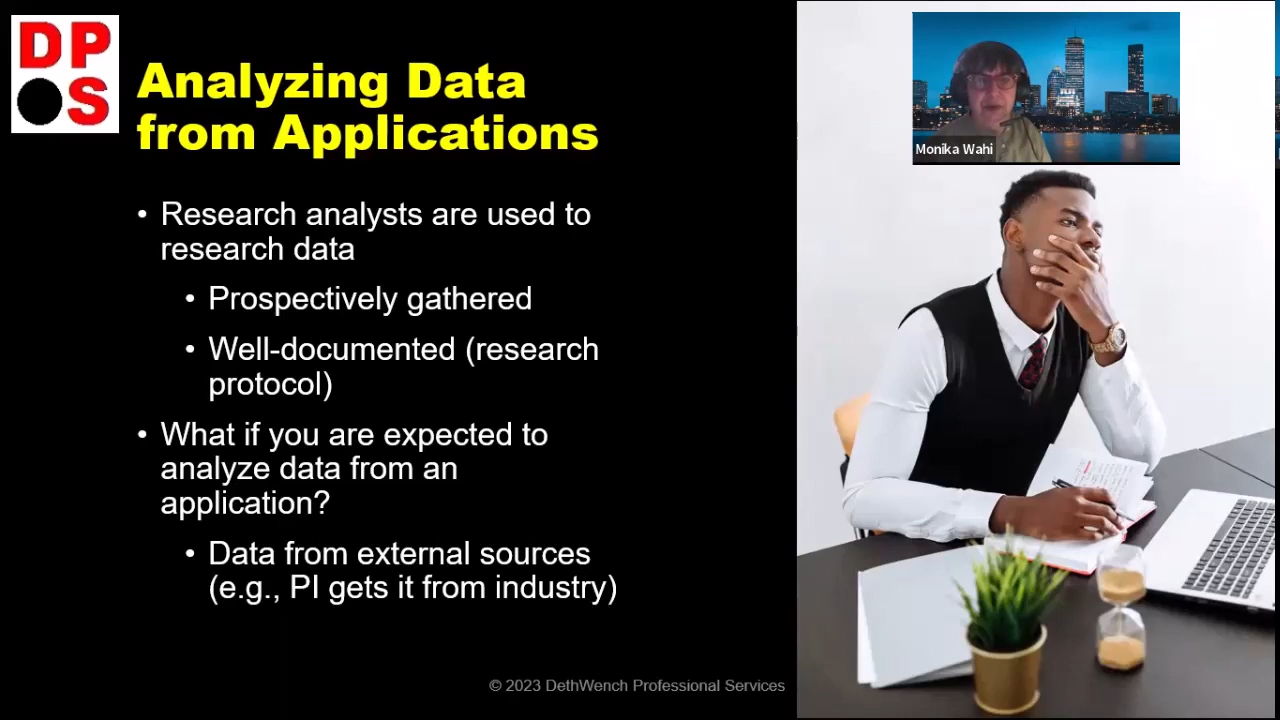 DP
S
Analyzing Data
from Applications
• Research analysts are used to
research data
• Prospectively gathered
• Well-documented (research
protocol)
• What if you are expected to
analyze data from an
application?
• Data from external sources
(e.g., PI gets it from industry)
© 2023 DethWench Professional Services
Monika Wahi